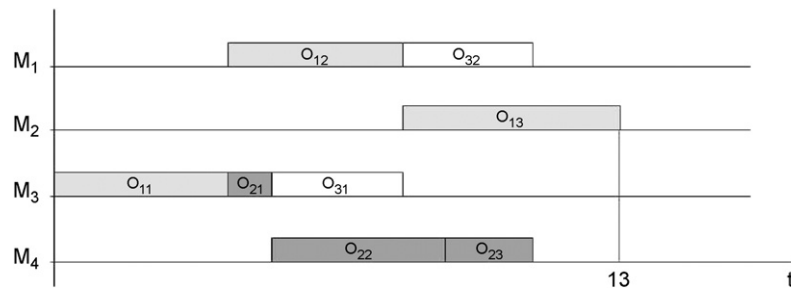 M₁ O₁₂ O₃₂
M₂ O₁₃
M₃ O₁₁ O₂₁ O₃₁
M₄ O₂₂ O₂₃
13 t